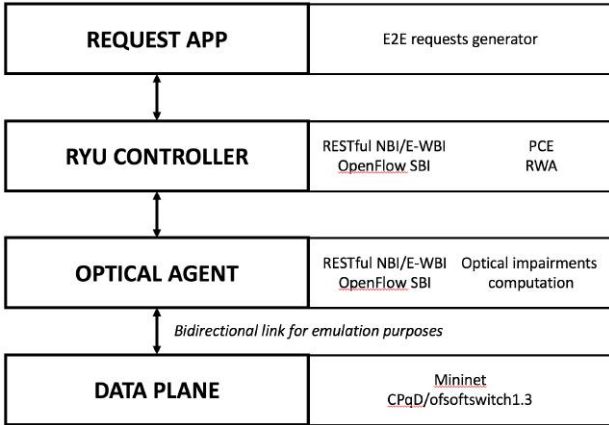 REQUEST APP
E2E requests generator
RYU CONTROLLER
RESTful NBI/E-WBI
OpenFlow SBI
PCE
RWA
OPTICAL AGENT
RESTful NBI/E-WBI
OpenFlow SBI
Optical impairments
computation
Bidirectional link for emulation purposes
DATA PLANE
Mininet
CPqD/ofsoftswitch1.3